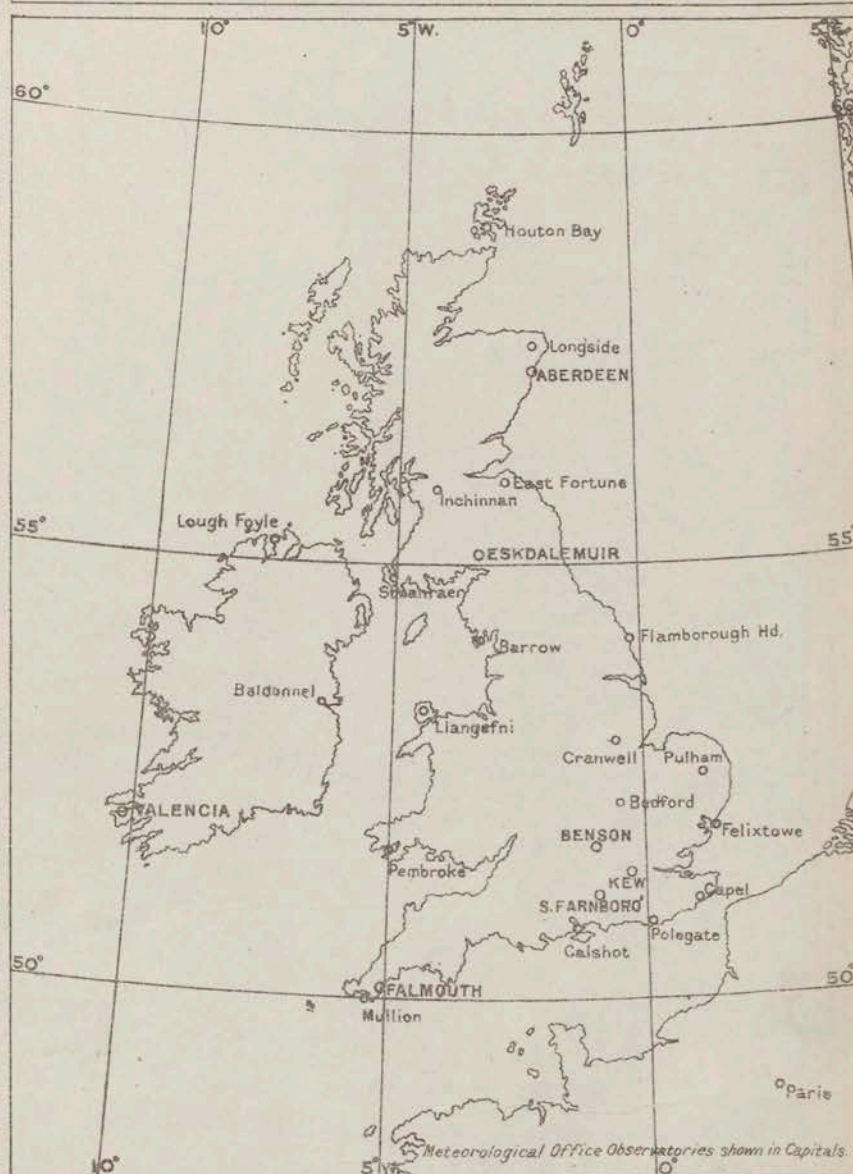 10°
5°W.
0°
5°
60°
Houton Bay
Longside
ABERDEEN
East Fortune
Inchinnan
Lough Foyle
55°
55°
ESKDALEMUIR
Stranraer
Flamborough Hd.
Barrow
Baldonnel
Llangefni
Cranwell
Pulham
Bedford
VALENCIA
Felixtowe
BENSON
Pembroke
KEW
Capel
S. FARNBORO'
Polegate
Calshot
50°
50°
FALMOUTH
Mullion
Paris
Meteorological Office Observatories shown in Capitals.
10°
5°W.
0°